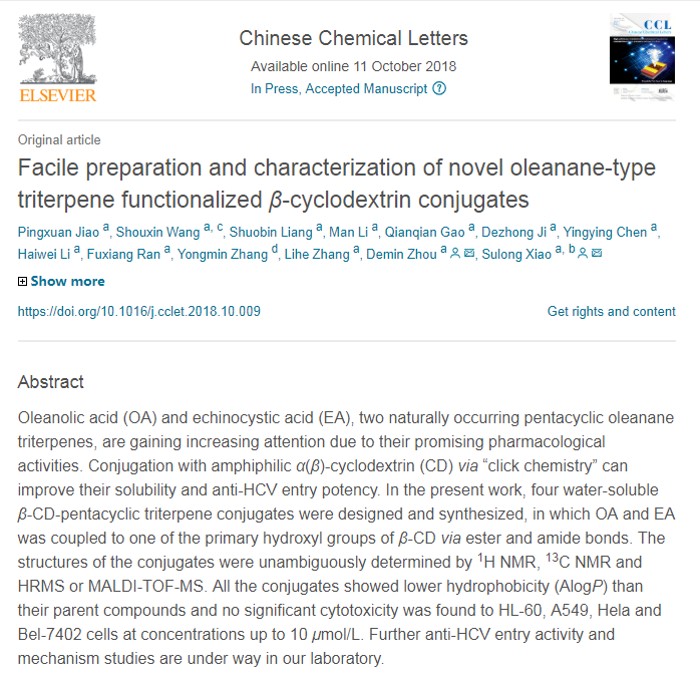 ELSEVIER
Chinese Chemical Letters
Available online 11 October 2018
In Press, Accepted Manuscript ?
CCL
Original article
Facile preparation and characterization of novel oleanane-type
triterpene functionalized β-cyclodextrin conjugates
Pingxuan Jiao a, Shouxin Wang a, c, Shuobin Liang a, Man Li a, Qianqian Gao a, Dezhong Ji a, Yingying Chen a,
Haiwei Li a, Fuxiang Ran a, Yongmin Zhang d, Lihe Zhang a, Demin Zhou a, Sulong Xiao a, b
Show more
https://doi.org/10.1016/j.cclet.2018.10.009
Get rights and content
Abstract
Oleanolic acid (OA) and echinocystic acid (EA), two naturally occurring pentacyclic oleanane
triterpenes, are gaining increasing attention due to their promising pharmacological
activities. Conjugation with amphiphilic α(β)-cyclodextrin (CD) via “click chemistry” can
improve their solubility and anti-HCV entry potency. In the present work, four water-soluble
β-CD-pentacyclic triterpene conjugates were designed and synthesized, in which OA and EA
was coupled to one of the primary hydroxyl groups of β-CD via ester and amide bonds. The
structures of the conjugates were unambiguously determined by ¹H NMR, ¹³C NMR and
HRMS or MALDI-TOF-MS. All the conjugates showed lower hydrophobicity (AlogP) than
their parent compounds and no significant cytotoxicity was found to HL-60, A549, Hela and
Bel-7402 cells at concentrations up to 10 μmol/L. Further anti-HCV entry activity and
mechanism studies are under way in our laboratory.